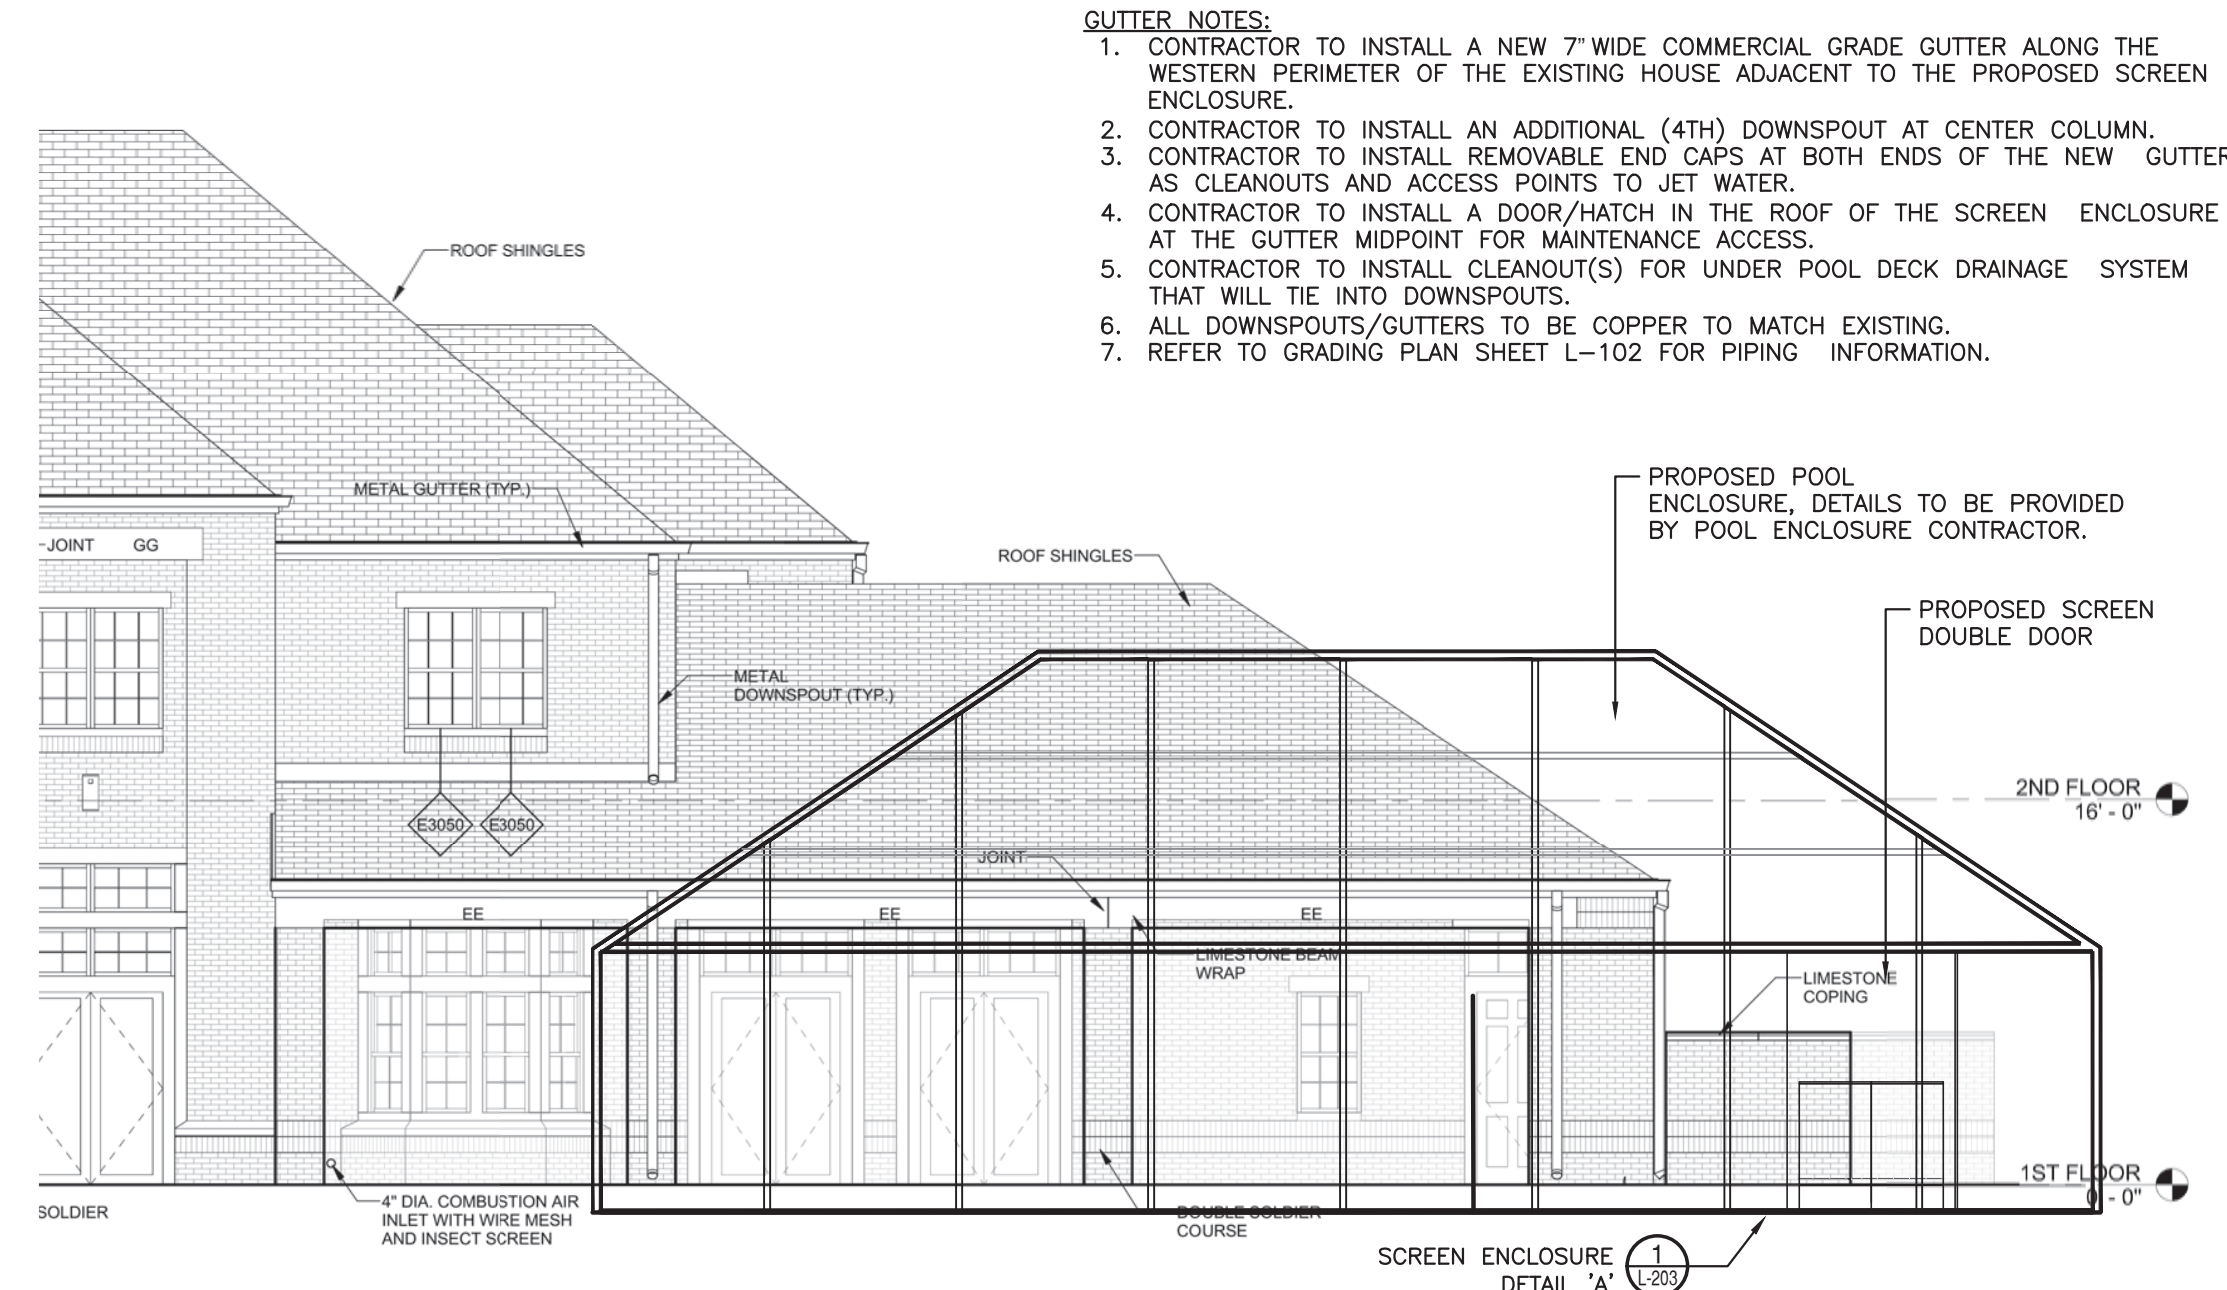 GUTTER NOTES:
1. CONTRACTOR TO INSTALL A NEW 7" WIDE COMMERCIAL GRADE GUTTER ALONG THE
WESTERN PERIMETER OF THE EXISTING HOUSE ADJACENT TO THE PROPOSED SCREEN
ENCLOSURE.
2. CONTRACTOR TO INSTALL AN ADDITIONAL (4TH) DOWNSPOUT AT CENTER COLUMN.
3. CONTRACTOR TO INSTALL REMOVABLE END CAPS AT BOTH ENDS OF THE NEW GUTTER
AS CLEANOUTS AND ACCESS POINTS TO JET WATER.
4. CONTRACTOR TO INSTALL A DOOR/HATCH IN THE ROOF OF THE SCREEN ENCLOSURE
AT THE GUTTER MIDPOINT FOR MAINTENANCE ACCESS.
5. CONTRACTOR TO INSTALL CLEANOUT(S) FOR UNDER POOL DECK DRAINAGE SYSTEM
THAT WILL TIE INTO DOWNSPOUTS.
6. ALL DOWNSPOUTS/GUTTERS TO BE COPPER TO MATCH EXISTING.
7. REFER TO GRADING PLAN SHEET L-102 FOR PIPING INFORMATION.
ROOF SHINGLES
METAL GUTTER (TYP.)
PROPOSED POOL
ENCLOSURE, DETAILS TO BE PROVIDED
BY POOL ENCLOSURE CONTRACTOR.
JOINT GG
ROOF SHINGLES
PROPOSED SCREEN
DOUBLE DOOR
METAL
DOWNSPOUT (TYP.)
2ND FLOOR
16' - 0"
E3050 E3050
JOINT
EE
EE
EE
LIMESTONE BEAM
WRAP
LIMESTONE
COPING
1ST FLOOR
0 - 0"
SOLDIER
4" DIA. COMBUSTION AIR
INLET WITH WIRE MESH
AND INSECT SCREEN
DOUBLE SOLDIER
COURSE
SCREEN ENCLOSURE
DETAIL 'A'
1
L-203